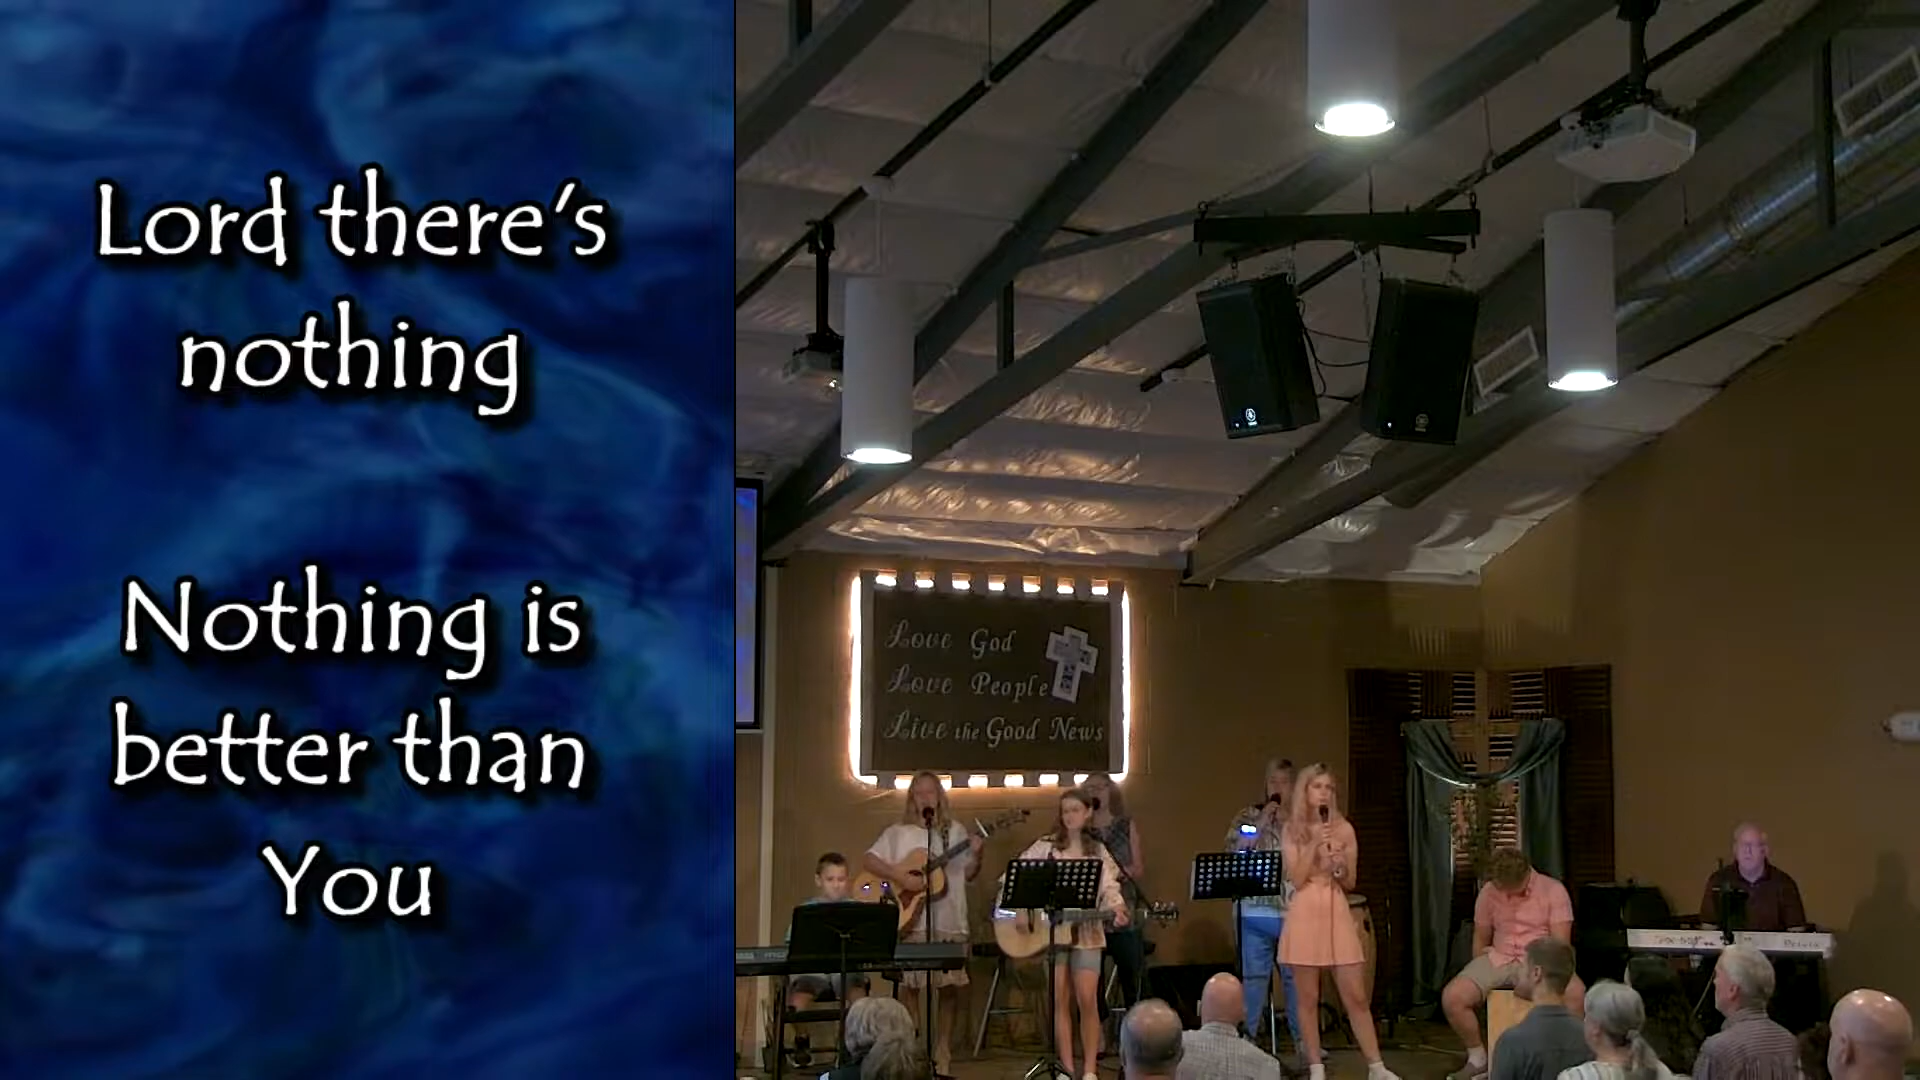 Lord there's
nothing
Nothing is
better than
You
Love God
Love People
Live the Good News